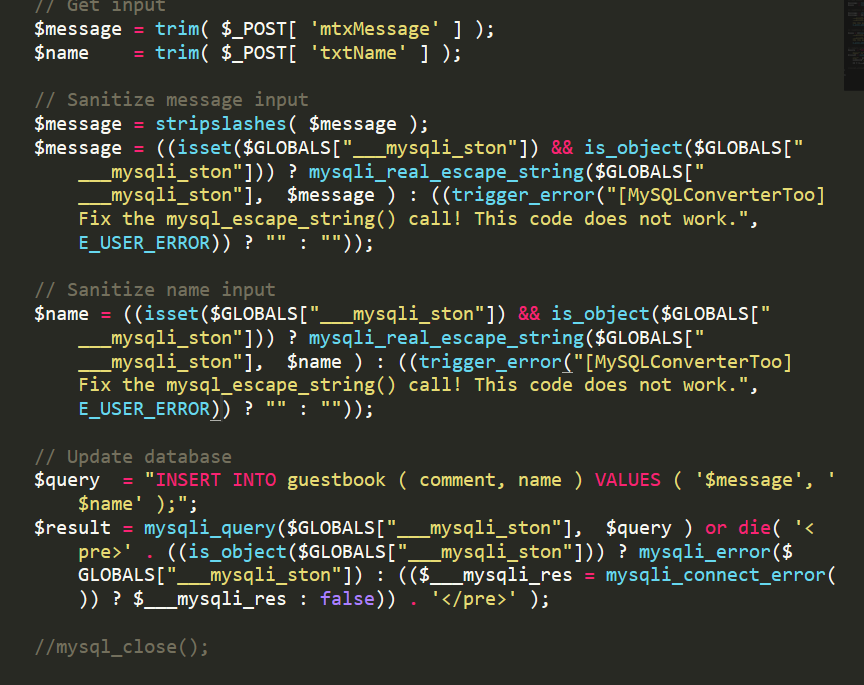 // Get input
$message = trim( $_POST[ 'mtxMessage' ] );
$name    = trim( $_POST[ 'txtName' ] );

// Sanitize message input
$message = stripslashes( $message );
$message = ((isset($GLOBALS["___mysqli_ston"]) && is_object($GLOBALS["
    ___mysqli_ston"])) ? mysqli_real_escape_string($GLOBALS["
    ___mysqli_ston"],  $message ) : ((trigger_error("[MySQLConverterToo]
    Fix the mysql_escape_string() call! This code does not work.",
    E_USER_ERROR)) ? "" : ""));

// Sanitize name input
$name = ((isset($GLOBALS["___mysqli_ston"]) && is_object($GLOBALS["
    ___mysqli_ston"])) ? mysqli_real_escape_string($GLOBALS["
    ___mysqli_ston"],  $name ) : ((trigger_error("[MySQLConverterToo]
    Fix the mysql_escape_string() call! This code does not work.",
    E_USER_ERROR)) ? "" : ""));

// Update database
$query  = "INSERT INTO guestbook ( comment, name ) VALUES ( '$message', '
    $name' );";
$result = mysqli_query($GLOBALS["___mysqli_ston"],  $query ) or die( '<
    pre>' . ((is_object($GLOBALS["___mysqli_ston"])) ? mysqli_error($
    GLOBALS["___mysqli_ston"]) : (($___mysqli_res = mysqli_connect_error(
    )) ? $___mysqli_res : false)) . '</pre>' );

//mysql_close();